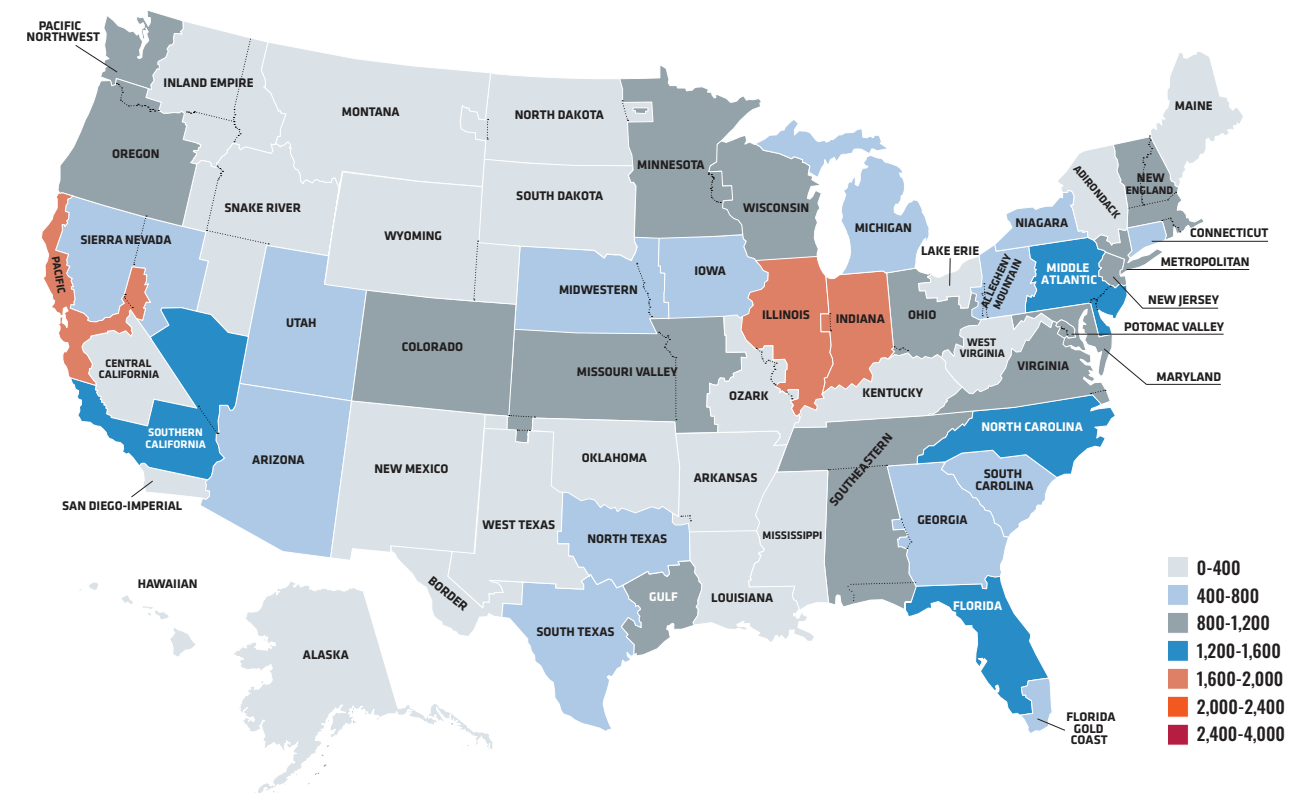 PACIFIC
NORTHWEST
INLAND EMPIRE
MONTANA
NORTH DAKOTA
MAINE
OREGON
MINNESOTA
SOUTH DAKOTA
SNAKE RIVER
WYOMING
WISCONSIN
MICHIGAN
ADIRONDACK
NEW
ENGLAND
NIAGARA
CONNECTICUT
SIERRA NEVADA
PACIFIC
LAKE ERIE
METROPOLITAN
IOWA
MIDWESTERN
ALLEGHENY
MOUNTAIN
MIDDLE
ATLANTIC
NEW JERSEY
UTAH
COLORADO
ILLINOIS
INDIANA
OHIO
POTOMAC VALLEY
WEST
VIRGINIA
VIRGINIA
MARYLAND
CENTRAL
CALIFORNIA
MISSOURI VALLEY
OZARK
KENTUCKY
SOUTHERN
CALIFORNIA
NORTH CAROLINA
ARIZONA
NEW MEXICO
OKLAHOMA
ARKANSAS
SOUTHEASTERN
SOUTH
CAROLINA
SAN DIEGO-IMPERIAL
WEST TEXAS
NORTH TEXAS
MISSISSIPPI
GEORGIA
HAWAIIAN
BORDER
GULF
LOUISIANA
FLORIDA
SOUTH TEXAS
ALASKA
FLORIDA
GOLD
COAST
0-400
400-800
800-1,200
1,200-1,600
1,600-2,000
2,000-2,400
2,400-4,000